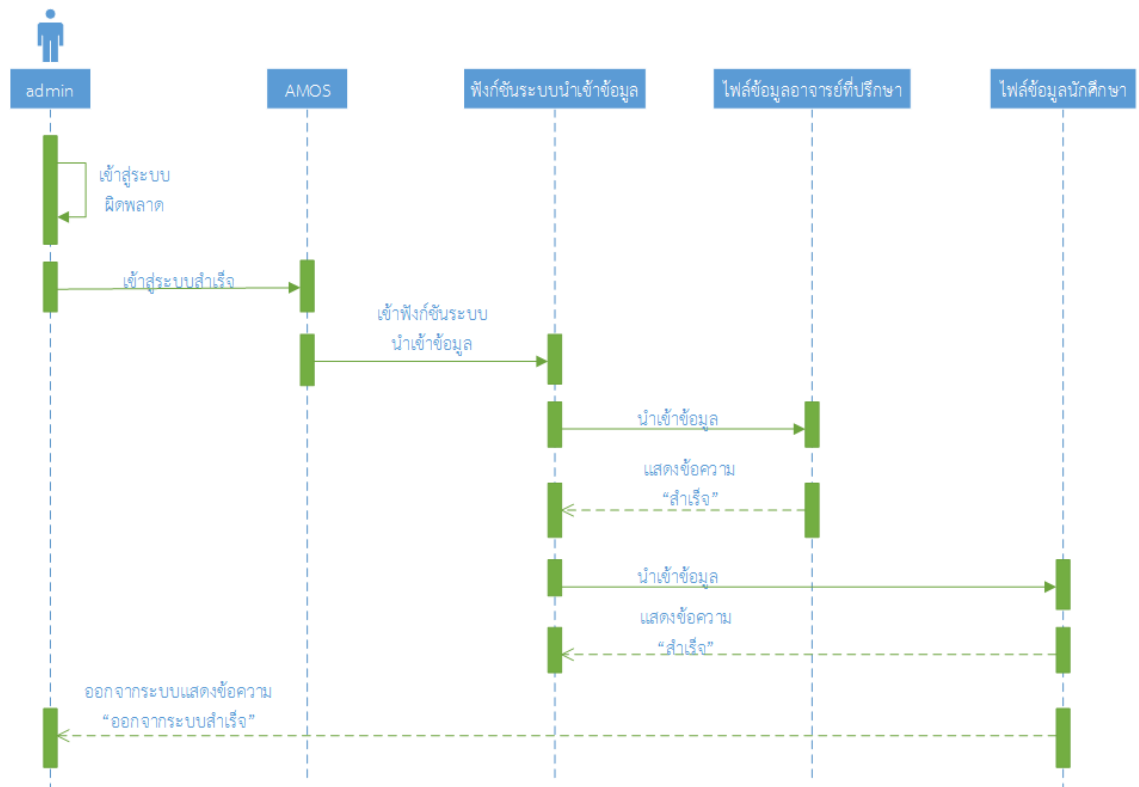 admin
AMOS
ฟังก์ชันระบบนำเข้าข้อมูล
ไฟล์ข้อมูลอาจารย์ที่ปรึกษา
ไฟล์ข้อมูลนักศึกษา
เข้าสู่ระบบ
ผิดพลาด
เข้าสู่ระบบสำเร็จ
เข้าฟังก์ชันระบบ
นำเข้าข้อมูล
นำเข้าข้อมูล
แสดงข้อความ
“สำเร็จ”
นำเข้าข้อมูล
แสดงข้อความ
“สำเร็จ”
ออกจากระบบแสดงข้อความ
“ออกจากระบบสำเร็จ”